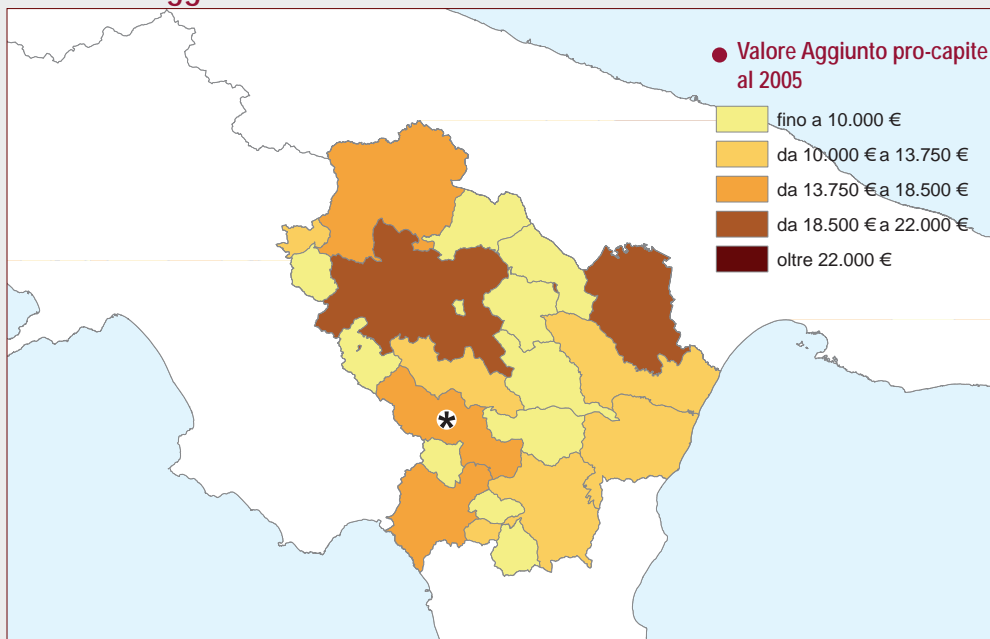 Valore Aggiunto pro-capite
al 2005
fino a 10.000 €
da 10.000 € a 13.750 €
da 13.750 € a 18.500 €
da 18.500 € a 22.000 €
oltre 22.000 €
*